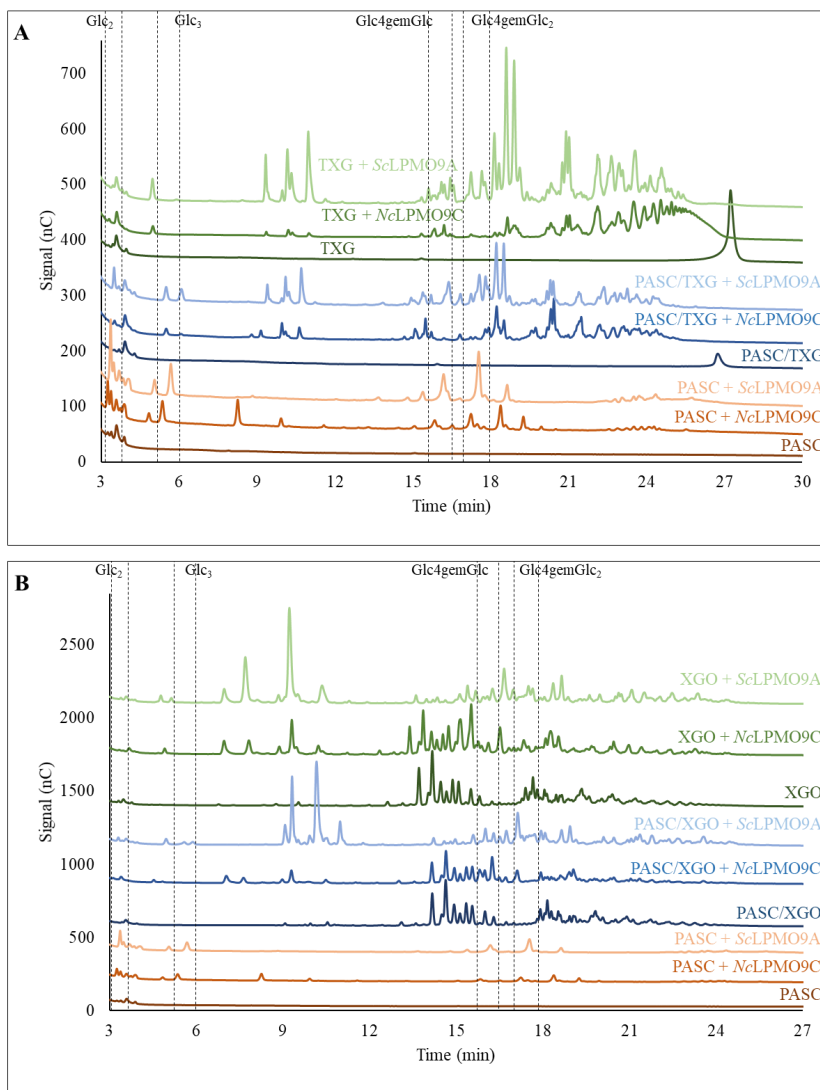 A
Glc2 Glc3 Glc4gemGlc Glc4gemGlc2
700
600
500
400
300
200
100
0
Signal (nC)
TXG + ScLPMO9A
TXG + NcLPMO9C
TXG
PASC/TXG + ScLPMO9A
PASC/TXG + NcLPMO9C
PASC/TXG
PASC + ScLPMO9A
PASC + NcLPMO9C
PASC
3 6 9 12 15 18 21 24 27 30
Time (min)
B
Glc2 Glc3 Glc4gemGlc Glc4gemGlc2
2500
2000
1500
1000
500
0
Signal (nC)
XGO + ScLPMO9A
XGO + NcLPMO9C
XGO
PASC/XGO + ScLPMO9A
PASC/XGO + NcLPMO9C
PASC/XGO
PASC + ScLPMO9A
PASC + NcLPMO9C
PASC
3 6 9 12 15 18 21 24 27
Time (min)